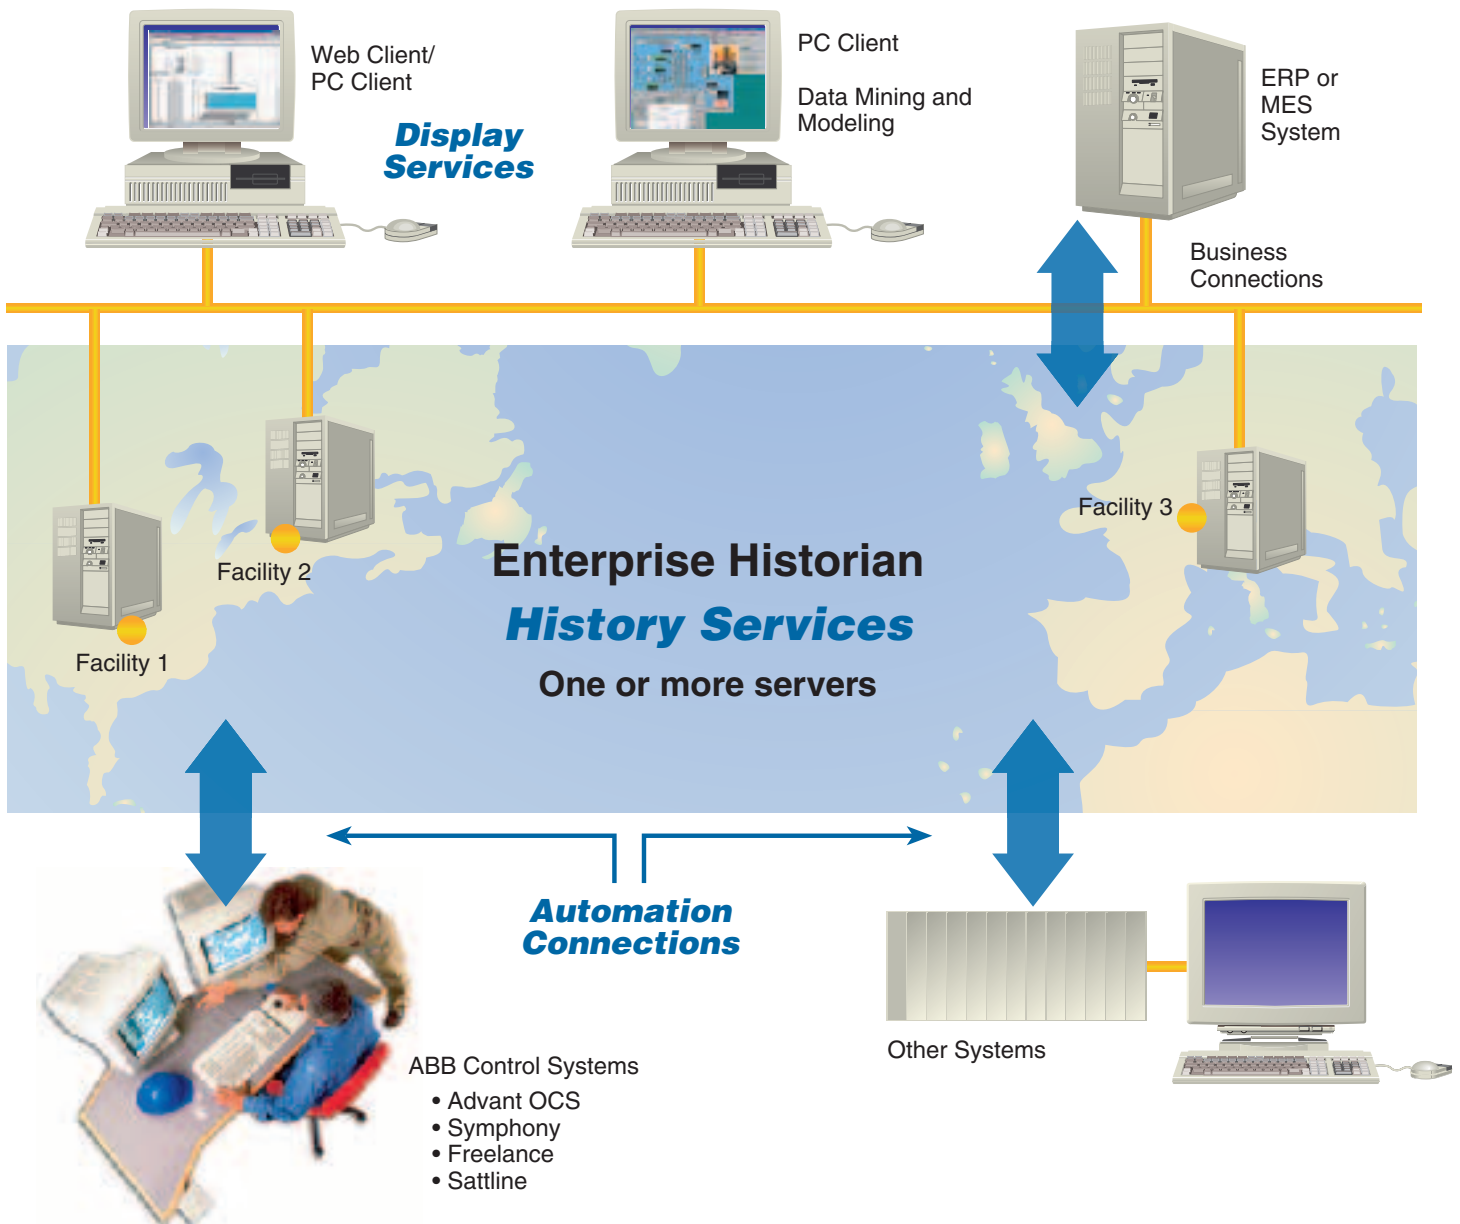 Web Client/
PC Client
Display
Services
PC Client
Data Mining and
Modeling
ERP or
MES
System
Business
Connections
Facility 1
Facility 2
Facility 3
Enterprise Historian
History Services
One or more servers
Automation
Connections
ABB Control Systems
• Advant OCS
• Symphony
• Freelance
• Sattline
Other Systems